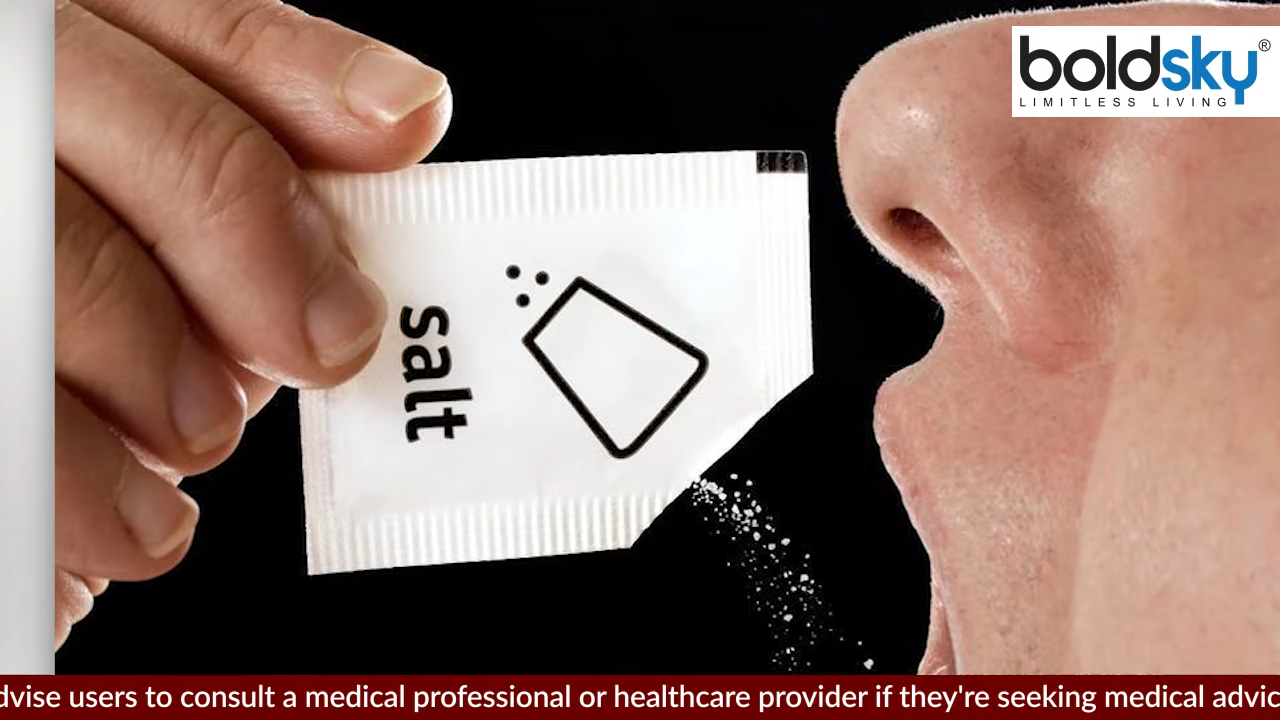 boldsky®
LIMITLESS LIVING
salt
dvise users to consult a medical professional or healthcare provider if they're seeking medical advic